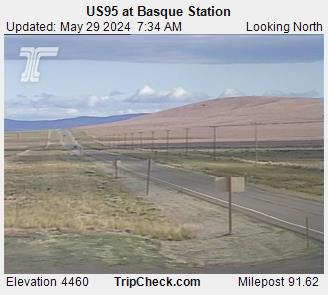 US95 at Basque Station
Updated: May 29 2024 7:34 AM Looking North
Elevation 4460 TripCheck.com Milepost 91.62